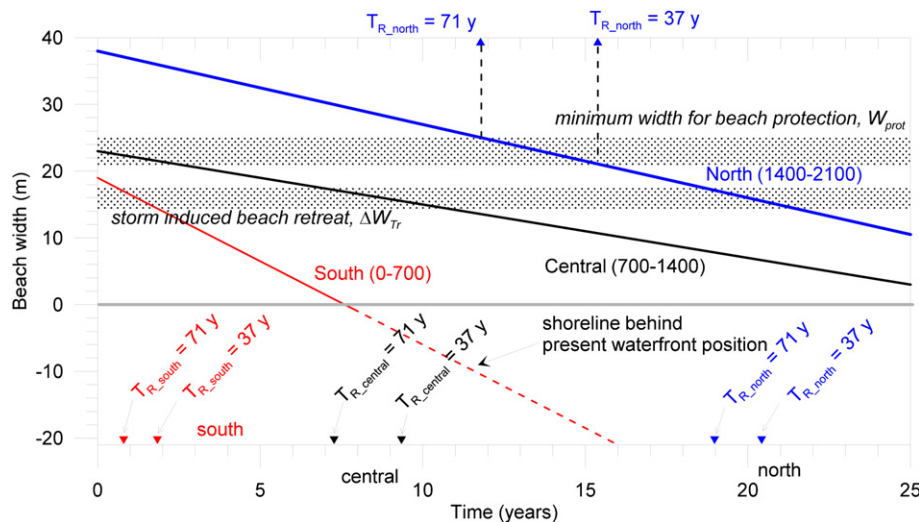 T_R_north = 71 y
T_R_north = 37 y
40
30
20
10
0
-10
-20
Beach width (m)
minimum width for beach protection, W_prot
North (1400-2100)
storm induced beach retreat, ΔW_Tr
South (0-700)
Central (700-1400)
shoreline behind
present waterfront position
T_R_south = 71 y
T_R_south = 37 y
T_R_central = 71 y
T_R_central = 37 y
T_R_north = 71 y
T_R_north = 37 y
south
central
north
0
5
10
15
20
25
Time (years)